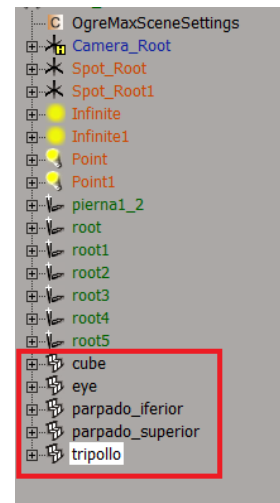 OgreMaxSceneSettings
Camera_Root
Spot_Root
Spot_Root1
Infinite
Infinite1
Point
Point1
pierna1_2
root
root1
root2
root3
root4
root5
cube
eye
parpado_iferior
parpado_superior
tripollo